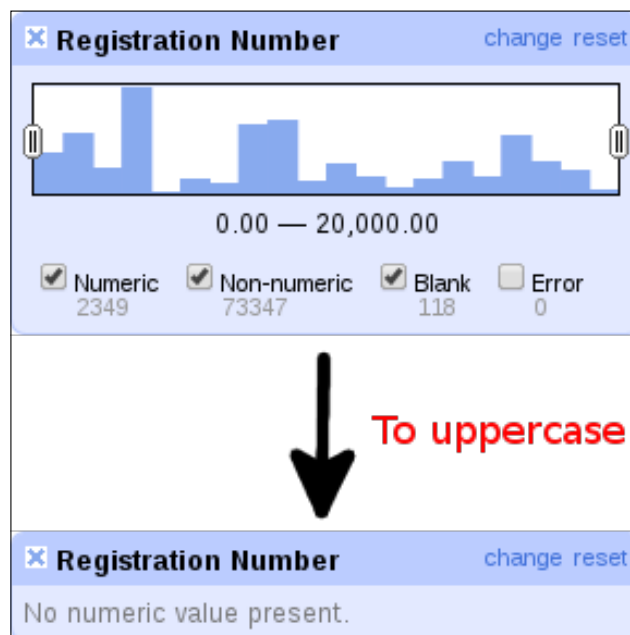 Registration Number change reset
0.00 — 20,000.00
Numeric Non-numeric Blank Error
2349 73347 118 0
To uppercase
Registration Number change reset
No numeric value present.